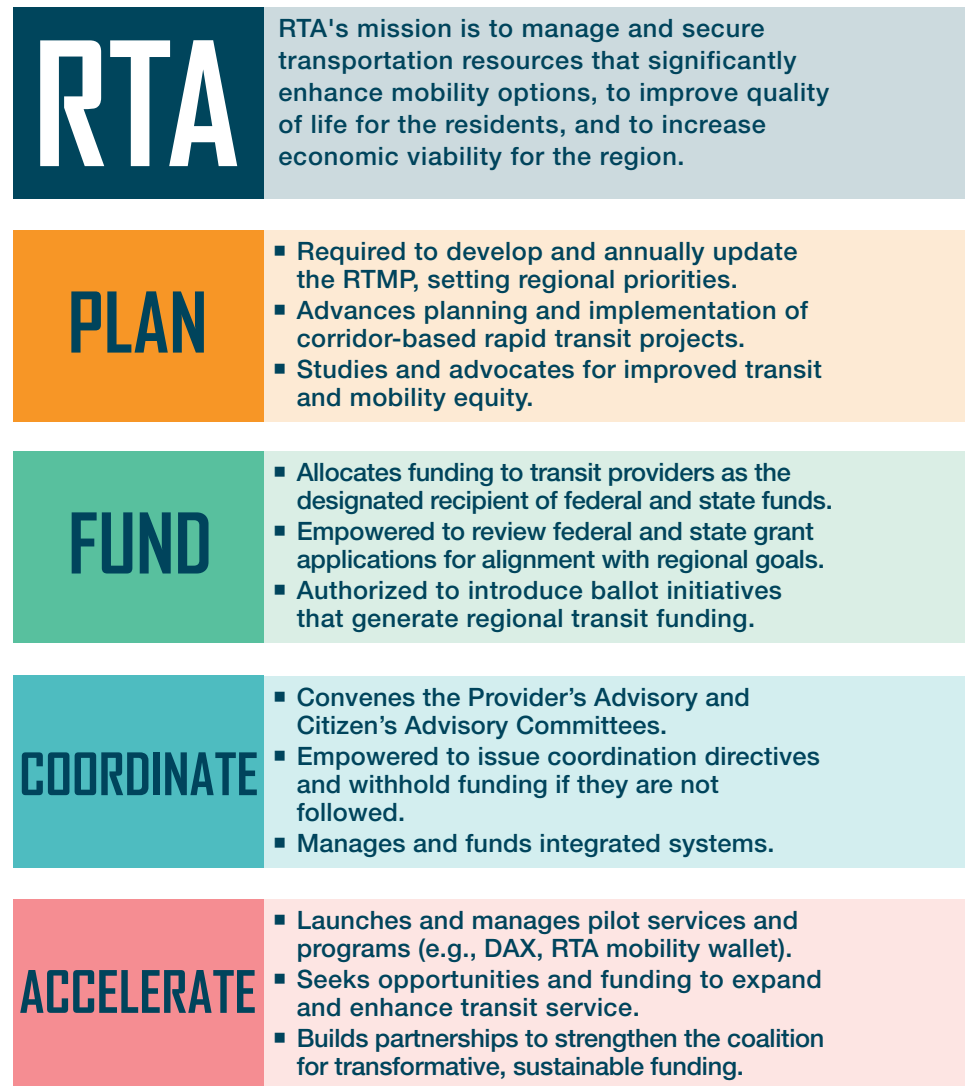 RTA
RTA's mission is to manage and secure
transportation resources that significantly
enhance mobility options, to improve quality
of life for the residents, and to increase
economic viability for the region.
PLAN
▪ Required to develop and annually update
the RTMP, setting regional priorities.
▪ Advances planning and implementation of
corridor-based rapid transit projects.
▪ Studies and advocates for improved transit
and mobility equity.
FUND
▪ Allocates funding to transit providers as the
designated recipient of federal and state funds.
▪ Empowered to review federal and state grant
applications for alignment with regional goals.
▪ Authorized to introduce ballot initiatives
that generate regional transit funding.
COORDINATE
▪ Convenes the Provider’s Advisory and
Citizen’s Advisory Committees.
▪ Empowered to issue coordination directives
and withhold funding if they are not
followed.
▪ Manages and funds integrated systems.
ACCELERATE
▪ Launches and manages pilot services and
programs (e.g., DAX, RTA mobility wallet).
▪ Seeks opportunities and funding to expand
and enhance transit service.
▪ Builds partnerships to strengthen the coalition
for transformative, sustainable funding.